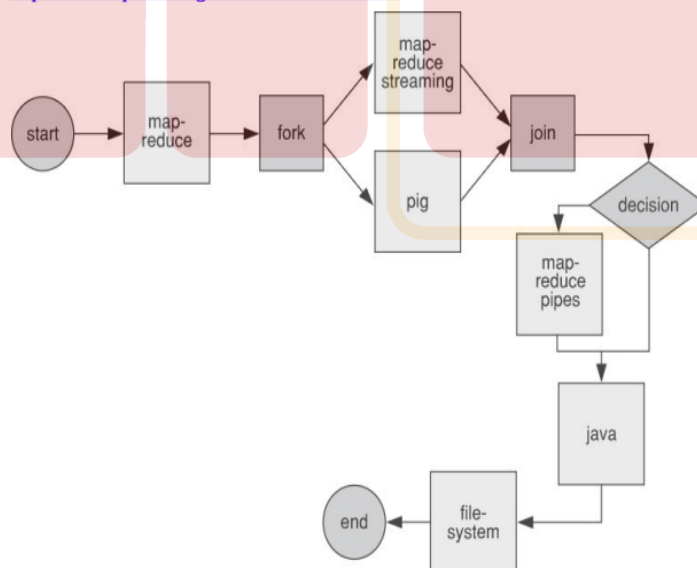 start
map-
reduce
fork
map-
reduce
streaming
pig
join
decision
map-
reduce
pipes
java
file-
system
end